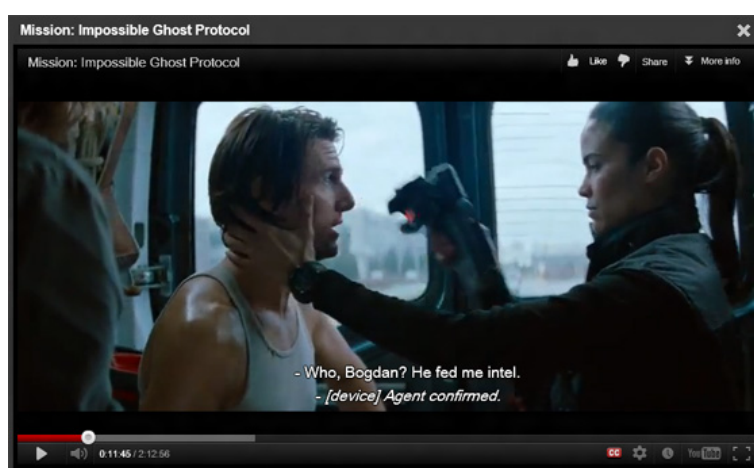 Mission: Impossible Ghost Protocol
Mission: Impossible Ghost Protocol
Like
Share
More info
- Who, Bogdan? He fed me intel.
- [device] Agent confirmed.
0:11:45 / 2:12:56
CC
YouTube